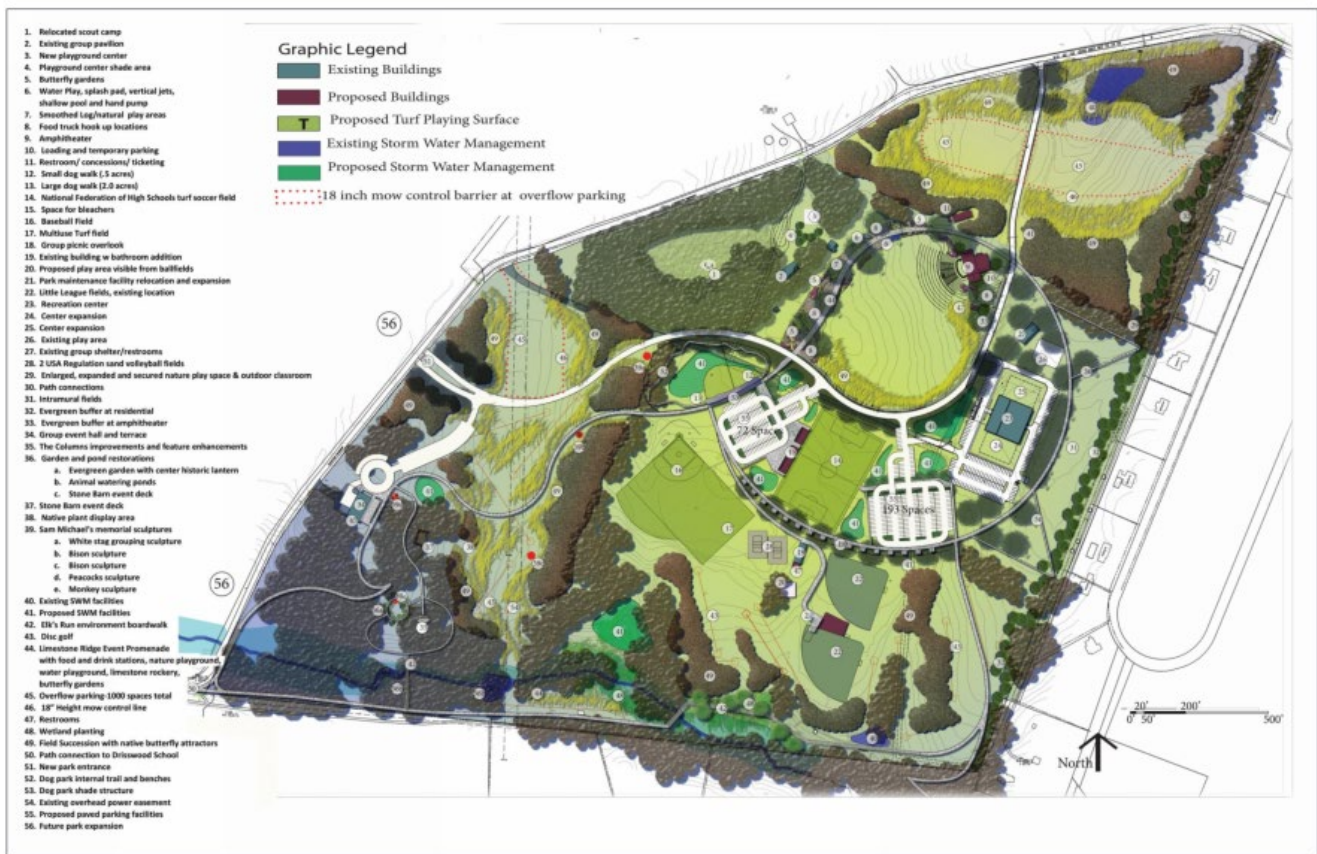 1. Relocated scout camp
2. Existing group pavilion
3. New playground center
4. Playground center shade area
5. Butterfly gardens
6. Water Play, splash pad, vertical jets,
shallow pool and hand pump
7. Smoothed Log/natural play areas
8. Food truck hook up locations
9. Amphitheater
10. Loading and temporary parking
11. Restroom/ concessions/ ticketing
12. Small dog walk (.5 acres)
13. Large dog walk (2.0 acres)
14. National Federation of High Schools turf soccer field
15. Space for bleachers
16. Baseball Field
17. Multiuse Turf field
18. Group picnic overlook
19. Existing building w bathroom addition
20. Proposed play area visible from ballfields
21. Park maintenance facility relocation and expansion
22. Little League fields, existing location
23. Recreation center
24. Center expansion
25. Center expansion
26. Existing play area
27. Existing group shelter/restrooms
28. 2 USA Regulation sand volleyball fields
29. Enlarged, expanded and secured nature play space & outdoor classroom
30. Path connections
31. Intramural fields
32. Evergreen buffer at residential
33. Evergreen buffer at amphitheater
34. Group event hall and terrace
35. The Columns improvements and feature enhancements
36. Garden and pond restorations
a. Evergreen garden with center historic lantern
b. Animal watering ponds
c. Stone Barn event deck
37. Stone Barn event deck
38. Native plant display area
39. Sam Michael's memorial sculptures
a. White stag grouping sculpture
b. Bison sculpture
c. Bison sculpture
d. Peacocks sculpture
e. Monkey sculpture
40. Existing SWM facilities
41. Proposed SWM facilities
42. Elk's Run environment boardwalk
43. Disc golf
44. Limestone Ridge Event Promenade
with food and drink stations, nature playground,
water playground, limestone rockery,
butterfly gardens
45. Overflow parking-1000 spaces total
46. 18" Height mow control line
47. Restrooms
48. Wetland planting
49. Field Succession with native butterfly attractors
50. Path connection to Drisswood School
51. New park entrance
52. Dog park internal trail and benches
53. Dog park shade structure
54. Existing overhead power easement
55. Proposed paved parking facilities
56. Future park expansion
Graphic Legend
Existing Buildings
Proposed Buildings
T Proposed Turf Playing Surface
Existing Storm Water Management
Proposed Storm Water Management
18 inch mow control barrier at overflow parking
56
56
72 Spac
193 Spaces
20' 200'
0' 50' 500'
North